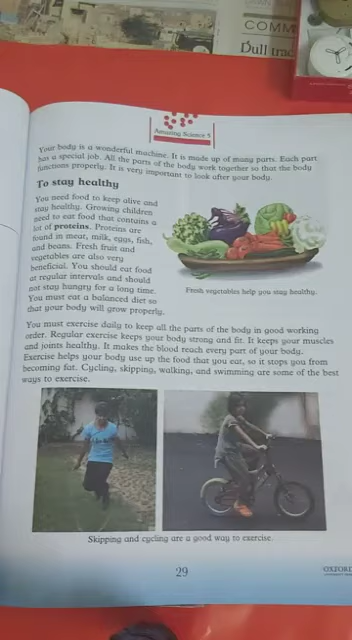 COMM
Dull trac
Amazing Science 5
Your body is a wonderful machine. It is made up of many parts. Each part
has a special job. All the parts of the body work together so that the body
functions properly. It is very important to look after your body.
To stay healthy
You need food to keep alive and
stay healthy. Growing children
need to eat food that contains a
lot of proteins. Proteins are
found in meat, milk, eggs, fish,
and beans. Fresh fruit and
vegetables are also very
beneficial. You should eat food
at regular intervals and should
not stay hungry for a long time.
You must eat a balanced diet so
that your body will grow properly.
Fresh vegetables help you stay healthy.
You must exercise daily to keep all the parts of the body in good working
order. Regular exercise keeps your body strong and fit. It keeps your muscles
and joints healthy. It makes the blood reach every part of your body.
Exercise helps your body use up the food that you eat, so it stops you from
becoming fat. Cycling, skipping, walking, and swimming are some of the best
ways to exercise.
Skipping and cycling are a good way to exercise.
29
OXFORD